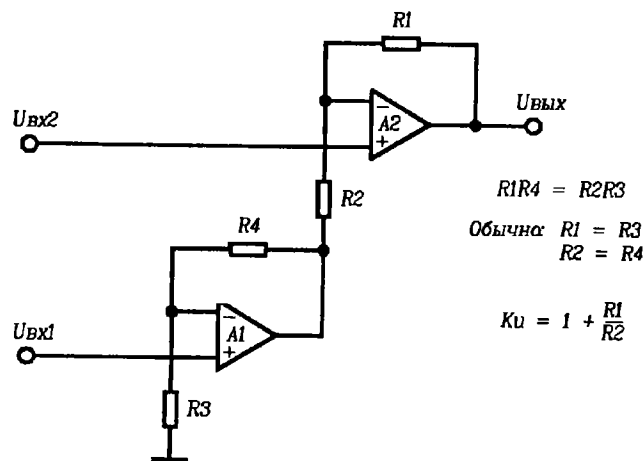 R1
Uвх2
−
A2
+
Uвых
R2
R1R4 = R2R3
R4
Обычно: R1 = R3
R2 = R4
Uвх1
−
A1
+
Ku = 1 + R1
R2
R3